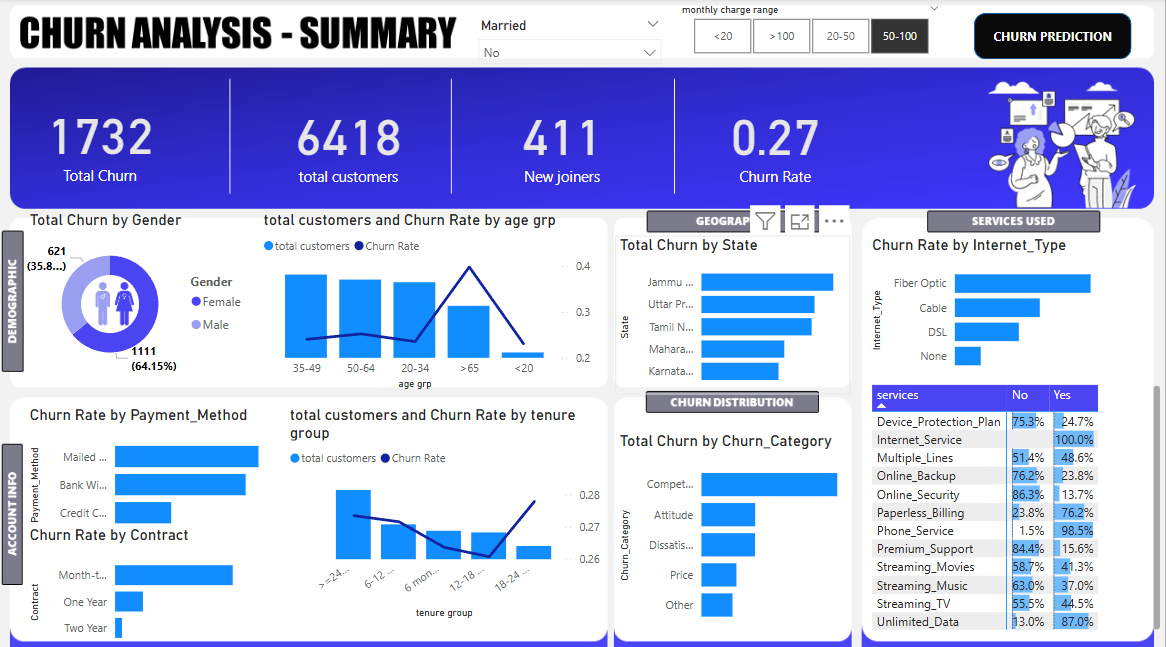 CHURN ANALYSIS - SUMMARY
Married
No
monthly charge range
<20
>100
20-50
50-100
CHURN PREDICTION
1732
Total Churn
6418
total customers
411
New joiners
0.27
Churn Rate
DEMOGRAPHIC
Total Churn by Gender
621
(35.8...)
1111
(64.15%)
Gender
Female
Male
total customers and Churn Rate by age grp
total customers Churn Rate
0.4
0.3
0.2
35-49 50-64 20-34 >65 <20
age grp
GEOGRAP
Total Churn by State
State
Jammu ...
Uttar Pr...
Tamil N...
Mahara...
Karnata...
SERVICES USED
Churn Rate by Internet_Type
Internet_Type
Fiber Optic
Cable
DSL
None
services No Yes
Device_Protection_Plan 75.3% 24.7%
Internet_Service 100.0%
Multiple_Lines 51.4% 48.6%
Online_Backup 76.2% 23.8%
Online_Security 86.3% 13.7%
Paperless_Billing 23.8% 76.2%
Phone_Service 1.5% 98.5%
Premium_Support 84.4% 15.6%
Streaming_Movies 58.7% 41.3%
Streaming_Music 63.0% 37.0%
Streaming_TV 55.5% 44.5%
Unlimited_Data 13.0% 87.0%
ACCOUNT INFO
Churn Rate by Payment_Method
Payment_Method
Mailed ...
Bank Wi...
Credit C...
Churn Rate by Contract
Contract
Month-t...
One Year
Two Year
total customers and Churn Rate by tenure
group
total customers Churn Rate
0.28
0.27
0.26
>=24... 6-12 ... 6 mon... 12-18 ... 18-24 ...
tenure group
CHURN DISTRIBUTION
Total Churn by Churn_Category
Churn_Category
Compet...
Attitude
Dissatis...
Price
Other